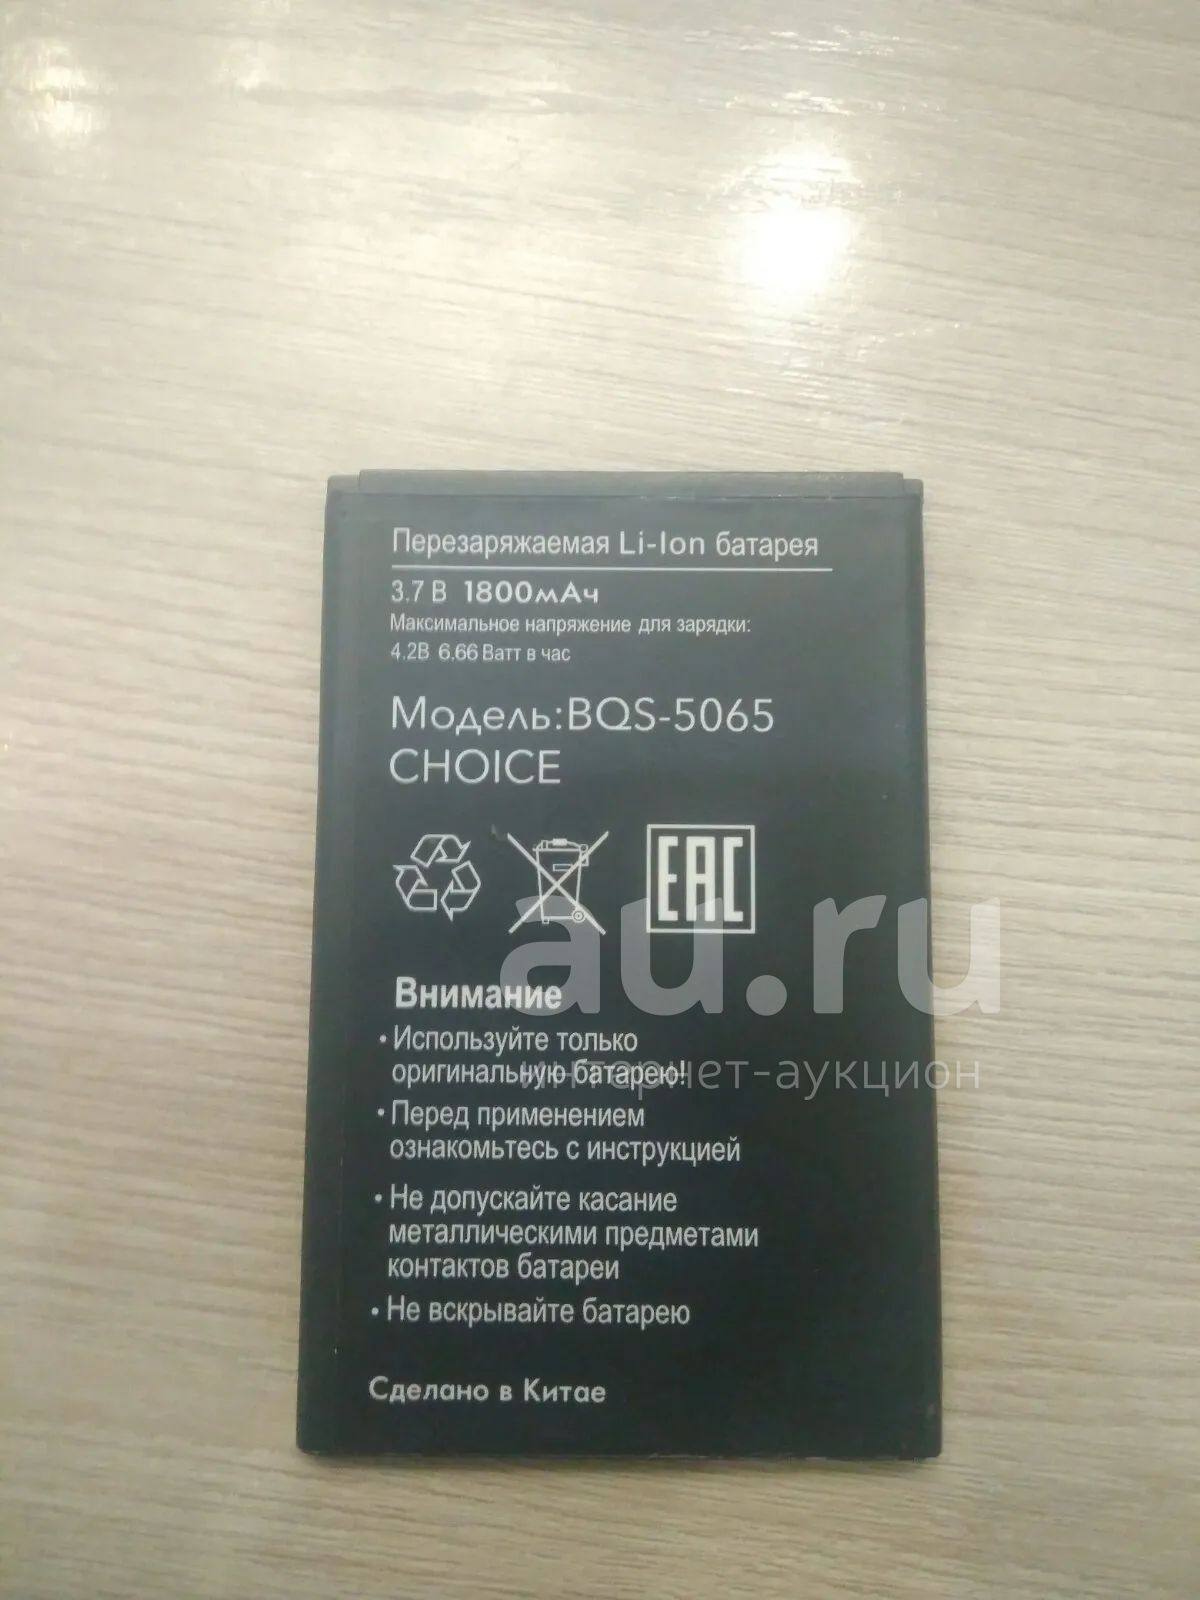 Перезаряжаемая Li-Ion батарея
3.7 В 1800мАч
Максимальное напряжение для зарядки:
4.2В 6.66 Ватт в час
Модель:BQS-5065
CHOICE
EAC
au.ru
интернет-аукцион
Внимание
• Используйте только
оригинальную батарею!
• Перед применением
ознакомьтесь с инструкцией
• Не допускайте касание
металлическими предметами
контактов батареи
• Не вскрывайте батарею
Сделано в Китае